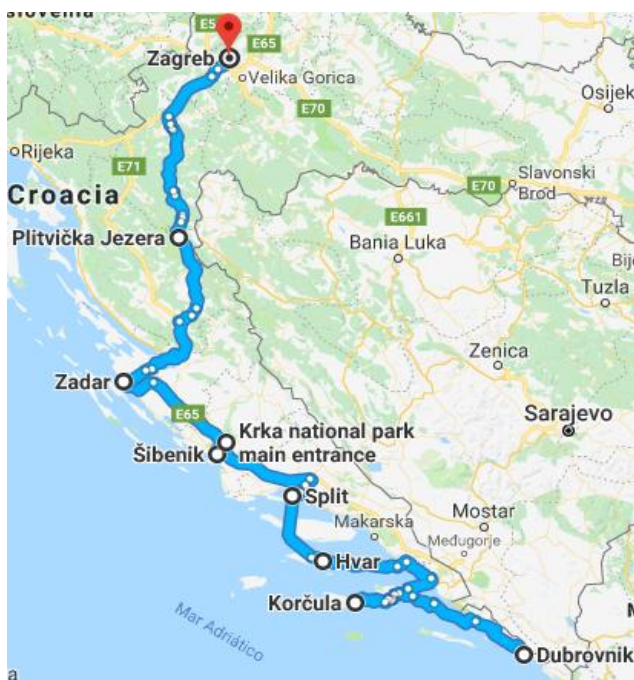 slovenia
E5
E65
Zagreb
Velika Gorica
E70
Osijek
Rijeka
E71
Slavonski
Brod
E70
Croacia
E661
Plitvička Jezera
Bania Luka
Bije
Tuzla
Zenica
Zadar
E65
Krka national park
main entrance
Sarajevo
Šibenik
Split
Mostar
Makarska
Međugorje
Hvar
Korčula
M
Mar Adriático
Dubrovnik
a